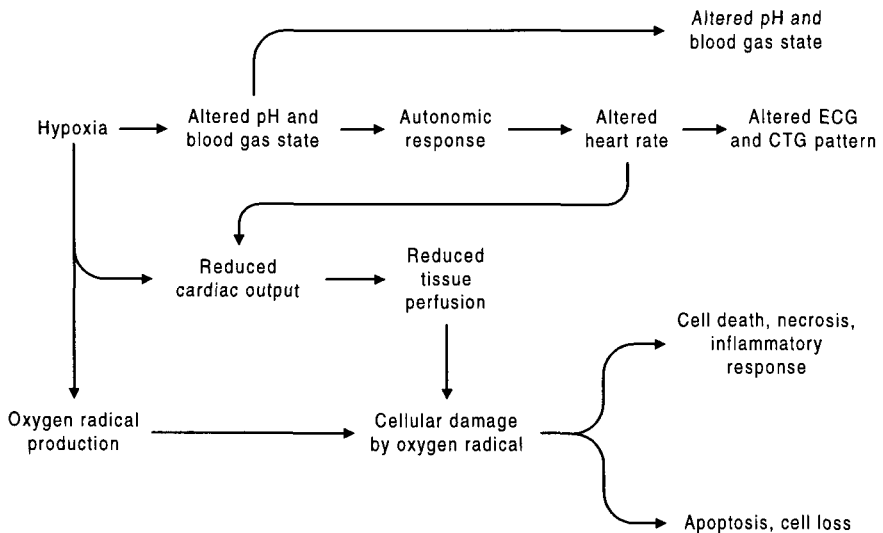 Altered pH and
blood gas state
Hypoxia
Altered pH and
blood gas state
Autonomic
response
Altered
heart rate
Altered ECG
and CTG pattern
Reduced
cardiac output
Reduced
tissue
perfusion
Cell death, necrosis,
inflammatory
response
Oxygen radical
production
Cellular damage
by oxygen radical
Apoptosis, cell loss